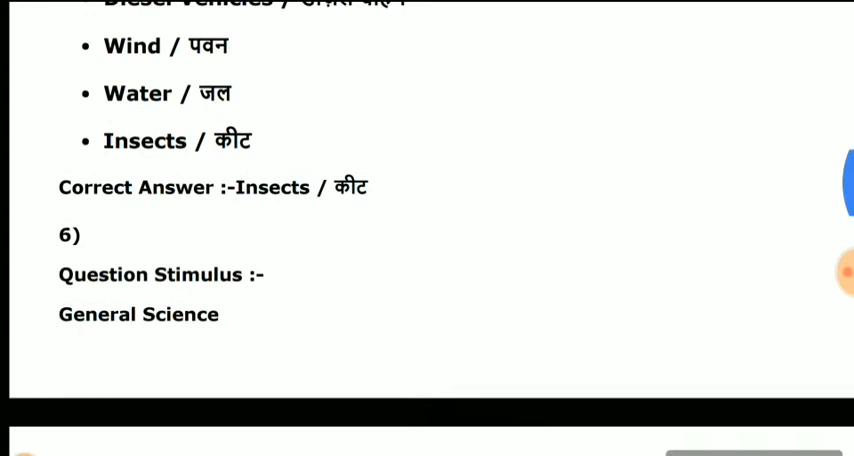 • Wind / पवन
• Water / जल
• Insects / कीट
Correct Answer :-Insects / कीट
6)
Question Stimulus :-
General Science